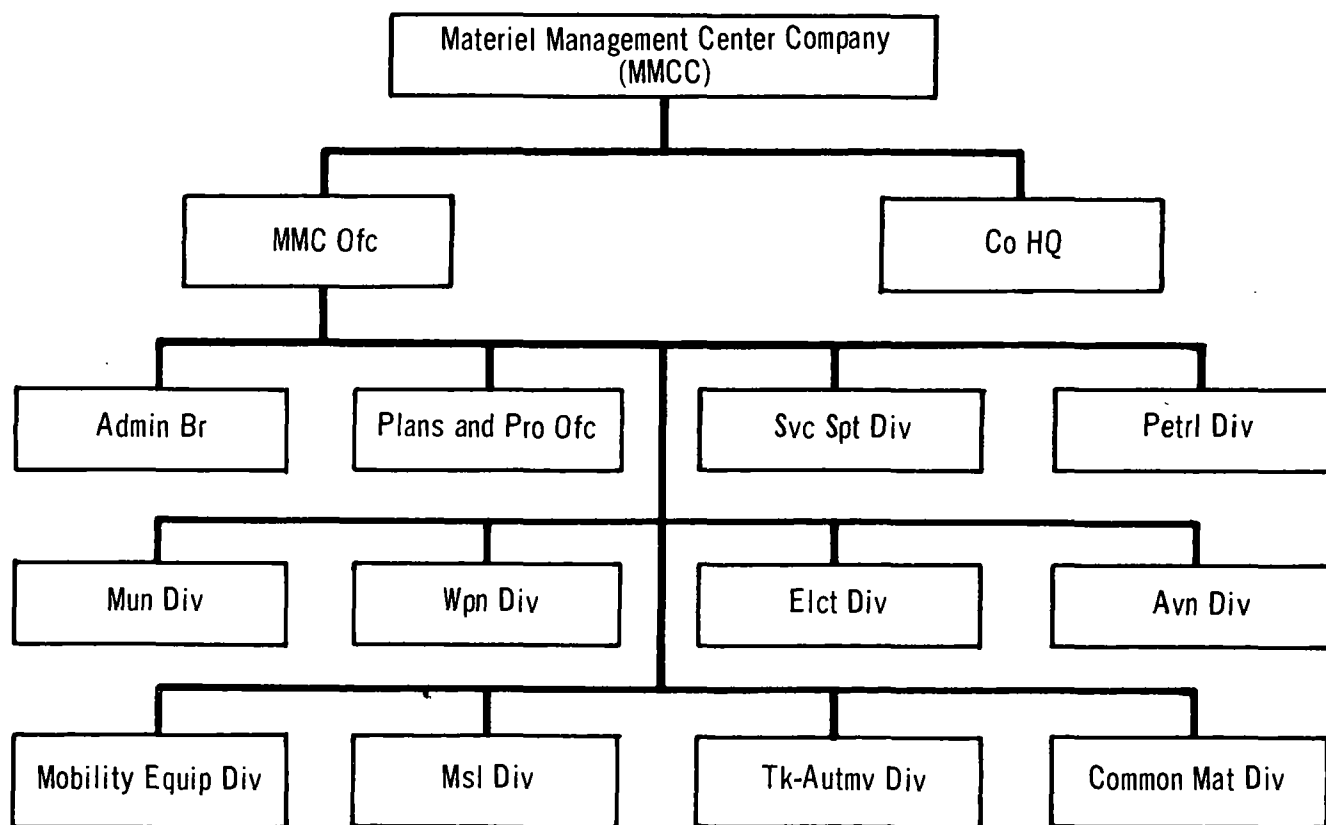 Materiel Management Center Company
(MMCC)
MMC Ofc
Co HQ
Admin Br
Plans and Pro Ofc
Svc Spt Div
Petrl Div
Mun Div
Wpn Div
Elct Div
Avn Div
Mobility Equip Div
Msl Div
Tk-Autmv Div
Common Mat Div